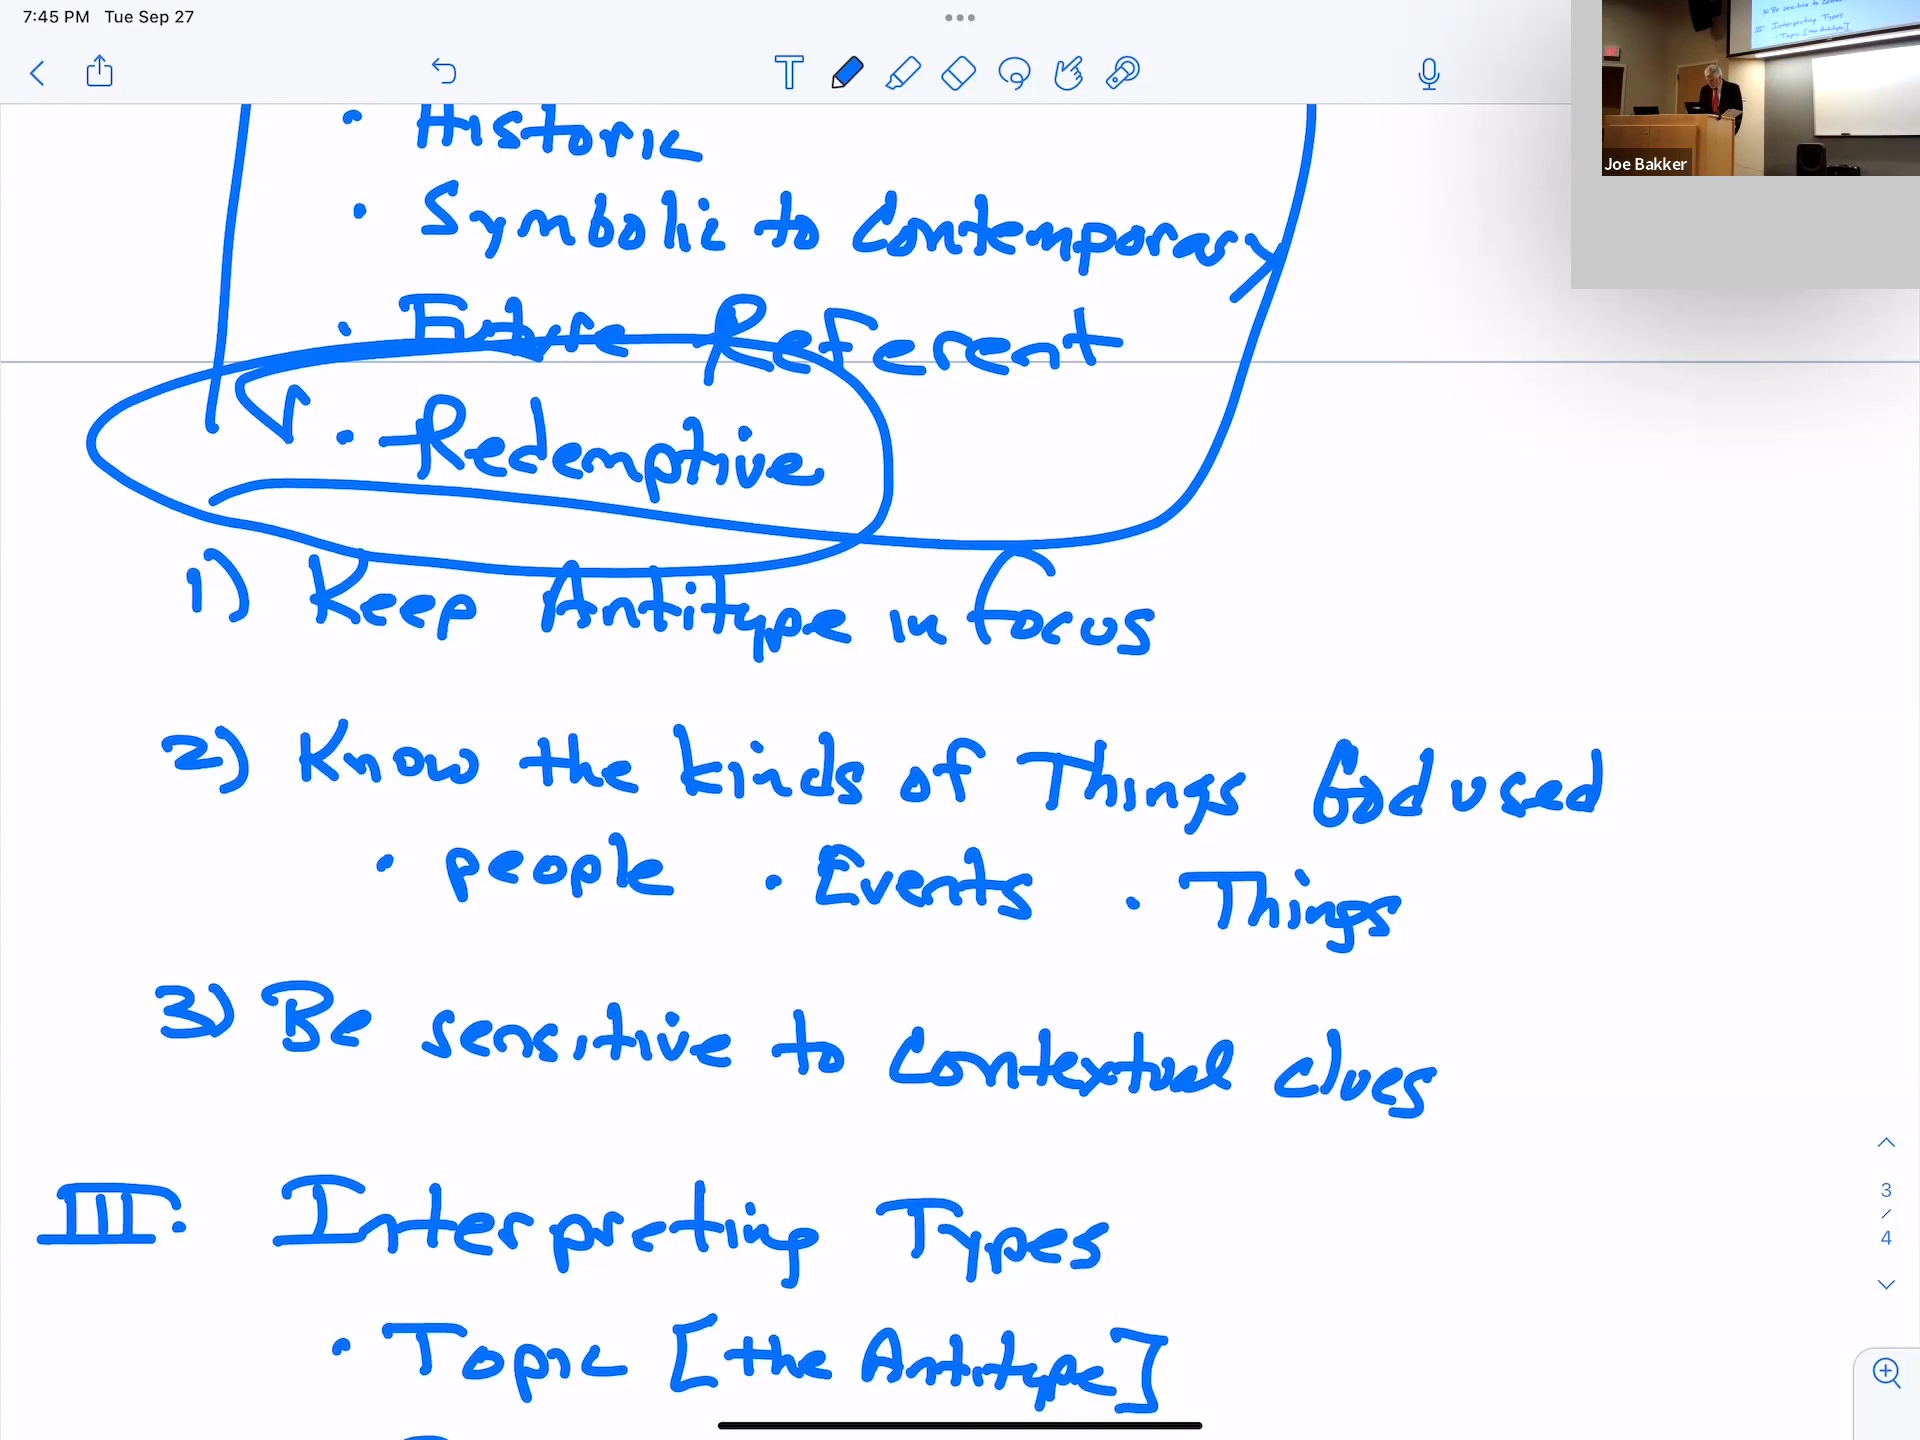 7:45 PM Tue Sep 27
Joe Bakker
• Historic
• Symbolic to Contemporary
• Future Referent
• Redemptive
1) Keep Antitype in focus
2) Know the kinds of Things God used
• people • Events • Things
3) Be sensitive to contextual clues
III. Interpreting Types
• Topic [the Antitype]
3
/
4